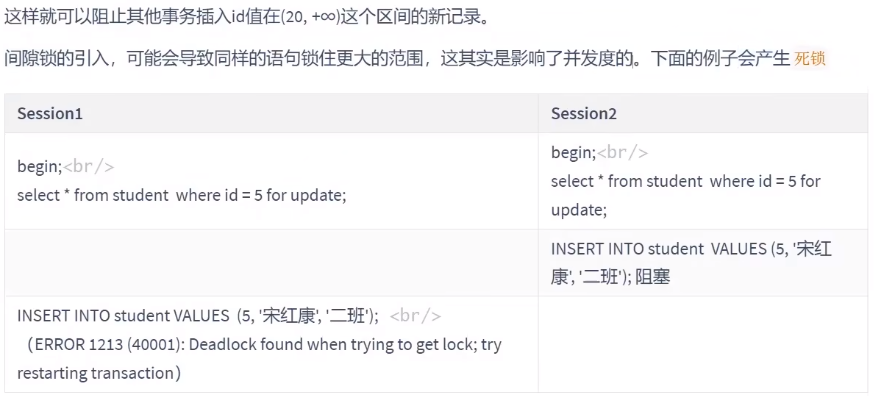 这样就可以阻止其他事务插入id值在(20, +∞)这个区间的新记录。
间隙锁的引入，可能会导致同样的语句锁住更大的范围，这其实是影响了并发度的。下面的例子会产生 死锁
Session1
Session2
begin;<br/>
select * from student where id = 5 for update;
begin;<br/>
select * from student where id = 5 for
update;
INSERT INTO student VALUES (5, '宋红
康', '二班'); 阻塞
INSERT INTO student VALUES (5, '宋红康', '二班'); <br/>
（ERROR 1213 (40001): Deadlock found when trying to get lock; try
restarting transaction）